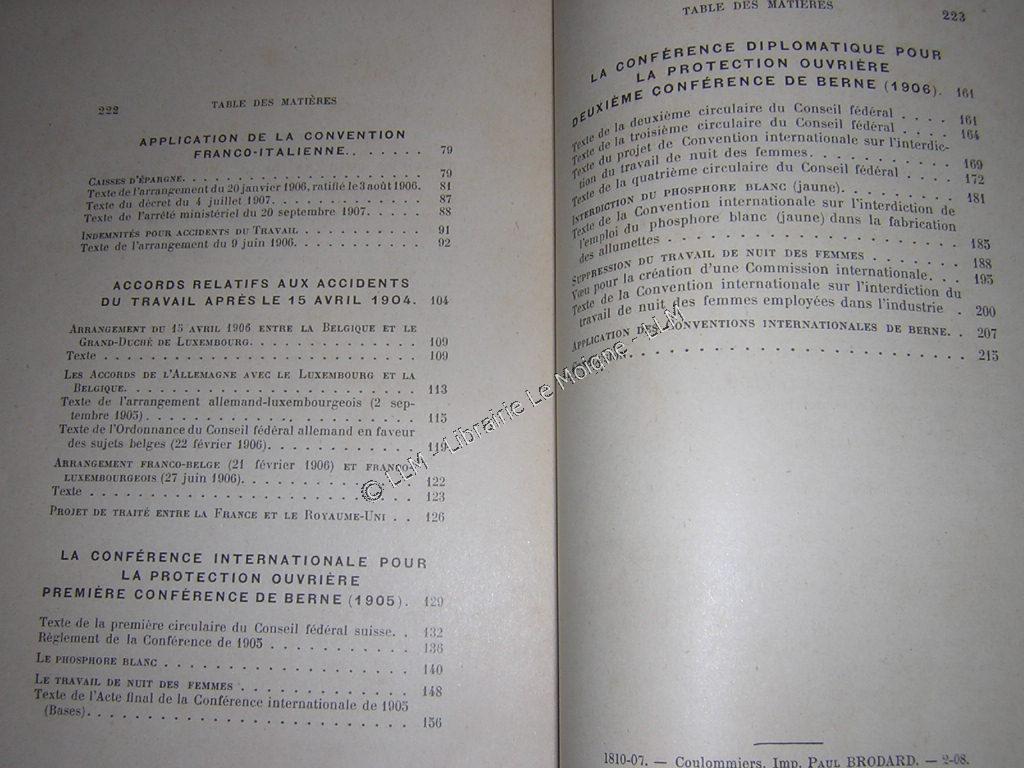 222 TABLE DES MATIÈRES
APPLICATION DE LA CONVENTION
FRANCO-ITALIENNE. . . . . . . 79
CAISSES D'ÉPARGNE. . . . . . . . . . . . . . . . . . . . 79
Texte de l'arrangement du 20 janvier 1906, ratifié le 3 août 1906. 81
Texte du décret du 4 juillet 1907. . . . . . . . . . . . . 87
Texte de l'arrêté ministériel du 20 septembre 1907. . . . . 88
INDEMNITÉS POUR ACCIDENTS DU TRAVAIL . . . . . . . . . . 91
Texte de l'arrangement du 9 juin 1906. . . . . . . . . . . 92
ACCORDS RELATIFS AUX ACCIDENTS
DU TRAVAIL APRÈS LE 15 AVRIL 1904. 104
ARRANGEMENT DU 15 AVRIL 1906 ENTRE LA BELGIQUE ET LE
GRAND-DUCHÉ DE LUXEMBOURG. . . . . . . . . . . . . . 109
Texte . . . . . . . . . . . . . . . . . . . . . . . . . 109
LES ACCORDS DE L'ALLEMAGNE AVEC LE LUXEMBOURG ET LA
BELGIQUE. . . . . . . . . . . . . . . . . . . . . . . 113
Texte de l'arrangement allemand-luxembourgeois (2 sep-
tembre 1905). . . . . . . . . . . . . . . . . . . . . . 115
Texte de l'Ordonnance du Conseil fédéral allemand en faveur
des sujets belges (22 février 1906). . . . . . . . . . . . 119
ARRANGEMENT FRANCO-BELGE (21 février 1906) ET FRANCO-
LUXEMBOURGEOIS (27 juin 1906). . . . . . . . . . . . . 122
Texte . . . . . . . . . . . . . . . . . . . . . . . . . 123
PROJET DE TRAITÉ ENTRE LA FRANCE ET LE ROYAUME-UNI . . 126
LA CONFÉRENCE INTERNATIONALE POUR
LA PROTECTION OUVRIÈRE
PREMIÈRE CONFÉRENCE DE BERNE (1905). 129
Texte de la première circulaire du Conseil fédéral suisse. . 132
Règlement de la Conférence de 1905 . . . . . . . . . . . 136
LE PHOSPHORE BLANC . . . . . . . . . . . . . . . . . . 140
LE TRAVAIL DE NUIT DES FEMMES . . . . . . . . . . . . . 148
Texte de l'Acte final de la Conférence internationale de 1905
(Bases). . . . . . . . . . . . . . . . . . . . . . . . . 156
TABLE DES MATIÈRES 223
LA CONFÉRENCE DIPLOMATIQUE POUR
LA PROTECTION OUVRIÈRE
DEUXIÈME CONFÉRENCE DE BERNE (1906). 161
Texte de la deuxième circulaire du Conseil fédéral . . . . 161
Texte de la troisième circulaire du Conseil fédéral . . . . 164
Texte du projet de Convention internationale sur l'interdic-
tion du travail de nuit des femmes. . . . . . . . . . . . 169
Texte de la quatrième circulaire du Conseil fédéral . . . . 172
INTERDICTION DU PHOSPHORE BLANC (jaune). . . . . . . . . 181
Texte de la Convention internationale sur l'interdiction de
l'emploi du phosphore blanc (jaune) dans la fabrication
des allumettes . . . . . . . . . . . . . . . . . . . . . 185
SUPPRESSION DU TRAVAIL DE NUIT DES FEMMES . . . . . . . 188
Vœu pour la création d'une Commission internationale. . . 195
Texte de la Convention internationale sur l'interdiction du
travail de nuit des femmes employées dans l'industrie . 200
APPLICATION DES CONVENTIONS INTERNATIONALES DE BERNE. . 207
. . . . . . . . . . . . . . . . . . . . 215
© LLM - Librairie Le Moigne - LLM
1810-07. — Coulommiers. Imp. PAUL BRODARD. — 2-08.